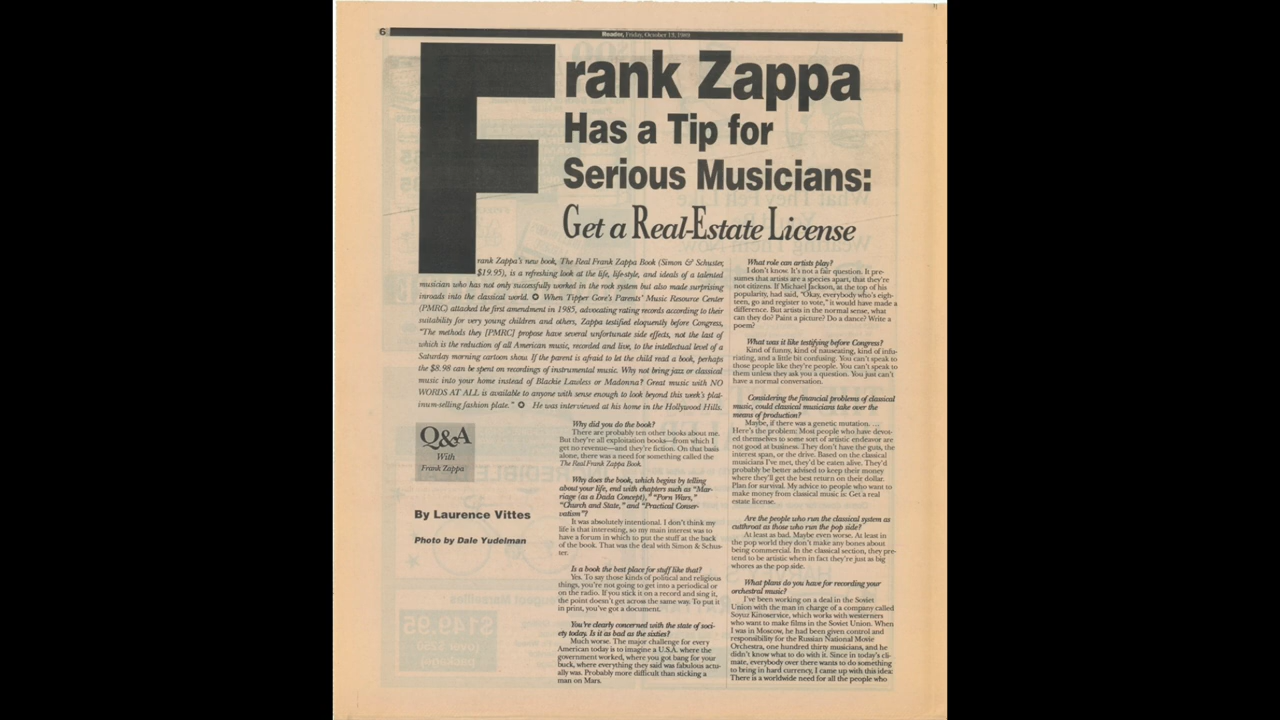 6
Reader, Friday, October 13, 1989
Frank Zappa
Has a Tip for
Serious Musicians:
Get a Real-Estate License
rank Zappa's new book, The Real Frank Zappa Book (Simon & Schuster,
$19.95), is a refreshing look at the life, life-style, and ideals of a talented
musician who has not only successfully worked in the rock system but also made surprising
inroads into the classical world. ✪ When Tipper Gore's Parents' Music Resource Center
(PMRC) attached the first amendment in 1985, advocating rating records according to their
suitability for very young children and others, Zappa testified eloquently before Congress,
"The methods they [PMRC] propose have several unfortunate side effects, not the last of
which is the reduction of all American music, recorded and live, to the intellectual level of a
Saturday morning cartoon show. If the parent is afraid to let the child read a book, perhaps
the $8.98 can be spent on recordings of instrumental music. Why not bring jazz or classical
music into your home instead of Blackie Lawless or Madonna? Great music with NO
WORDS AT ALL is available to anyone with sense enough to look beyond this week's plat-
inum-selling fashion plate." ✪ He was interviewed at his home in the Hollywood Hills.
Q&A
With
Frank Zappa
By Laurence Vittes
Photo by Dale Yudelman
Why did you do the book?
There are probably ten other books about me.
But they're all exploitation books—from which I
get no revenue—and they're fiction. On that basis
alone, there was a need for something called the
The Real Frank Zappa Book.
Why does the book, which begins by telling
about your life, end with chapters such as "Mar-
riage (as a Dada Concept)," "Porn Wars,"
"Church and State," and "Practical Conser-
vatism"?
It was absolutely intentional. I don't think my
life is that interesting, so my main interest was to
have a forum in which to put the stuff at the back
of the book. That was the deal with Simon & Schus-
ter.
Is a book the best place for stuff like that?
Yes. To say those kinds of political and religious
things, you're not going to get into a periodical or
on the radio. If you stick it on a record and sing it,
the point doesn't get across the same way. To put it
in print, you've got a document.
You're clearly concerned with the state of soci-
ety today. Is it as bad as the sixties?
Much worse. The major challenge for every
American today is to imagine a U.S.A. where the
government worked, where you got bang for your
buck, where everything they said was fabulous actu-
ally was. Probably more difficult than sticking a
man on Mars.
What role can artists play?
I don't know. It's not a fair question. It pre-
sumes that artists are a species apart, that they're
not citizens. If Michael Jackson, at the top of his
popularity, had said, "Okay, everybody who's eigh-
teen, go and register to vote," it would have made a
difference. But artists in the normal sense, what
can they do? Paint a picture? Do a dance? Write a
poem?
What was it like testifying before Congress?
Kind of funny, kind of nauseating, kind of infu-
riating, and a little bit confusing. You can't speak to
those people like they're people. You can't speak to
them unless they ask you a question. You just can't
have a normal conversation.
Considering the financial problems of classical
music, could classical musicians take over the
means of production?
Maybe, if there was a genetic mutation. …
Here's the problem: Most people who have devot-
ed themselves to some sort of artistic endeavor are
not good at business. They don't have the guts, the
interest span, or the drive. Based on the classical
musicians I've met, they'd be eaten alive. They'd
probably be better advised to keep their money
where they'll get the best return on their dollar.
Plan for survival. My advice to people who want to
make money from classical music is: Get a real
estate license.
Are the people who run the classical system as
cutthroat as those who run the pop side?
At least as bad. Maybe even worse. At least in
the pop world they don't make any bones about
being commercial. In the classical section, they pre-
tend to be artistic when in fact they're just as big
whores as the pop side.
What plans do you have for recording your
orchestral music?
I've been working on a deal in the Soviet
Union with the man in charge of a company called
Soyuz Kinoservice, which works with westerners
who want to make films in the Soviet Union. When
I was in Moscow, he had been given control and
responsibility for the Russian National Movie
Orchestra, one hundred thirty musicians, and he
didn't know what to do with it. Since in today's cli-
mate, everybody over there wants to do something
to bring in hard currency, I came up with this idea:
There is a worldwide need for all the people who